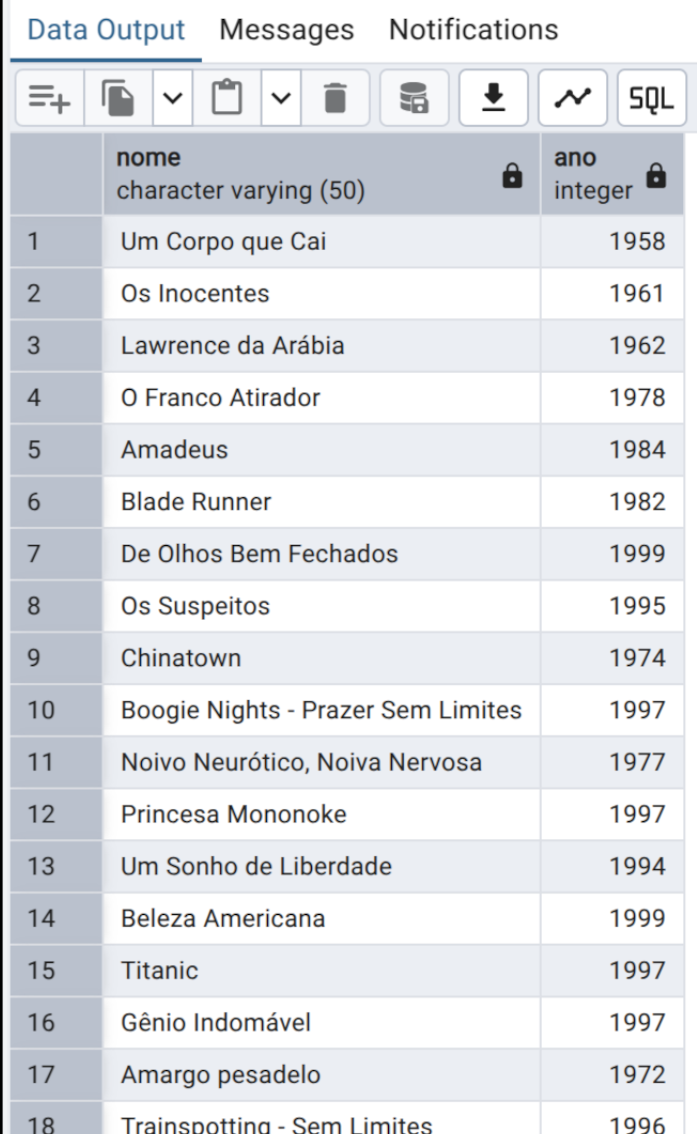 Data Output Messages Notifications
SQL
nome ano
character varying (50) integer
1 Um Corpo que Cai 1958
2 Os Inocentes 1961
3 Lawrence da Arábia 1962
4 O Franco Atirador 1978
5 Amadeus 1984
6 Blade Runner 1982
7 De Olhos Bem Fechados 1999
8 Os Suspeitos 1995
9 Chinatown 1974
10 Boogie Nights - Prazer Sem Limites 1997
11 Noivo Neurótico, Noiva Nervosa 1977
12 Princesa Mononoke 1997
13 Um Sonho de Liberdade 1994
14 Beleza Americana 1999
15 Titanic 1997
16 Gênio Indomável 1997
17 Amargo pesadelo 1972
18 Trainspotting - Sem Limites 1996